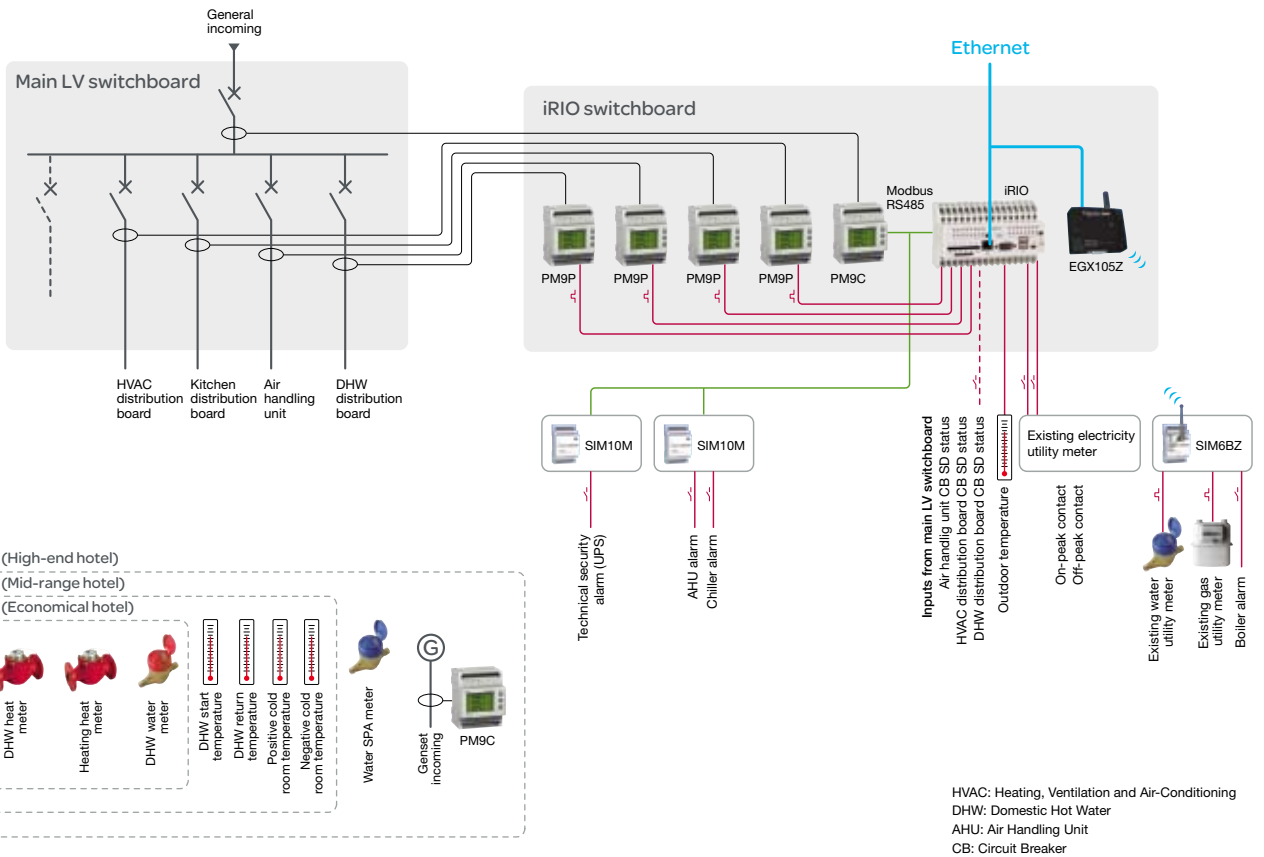 General
incoming
Main LV switchboard
HVAC
distribution
board
Kitchen
distribution
board
Air
handling
unit
DHW
distribution
board
Ethernet
iRIO switchboard
Modbus
RS485
iRIO
PM9P
PM9P
PM9P
PM9P
PM9C
EGX105Z
SIM10M
SIM10M
Existing electricity
utility meter
SIM6BZ
Technical security
alarm (UPS)
AHU alarm
Chiller alarm
Inputs from main LV switchboard
Air handlig unit CB SD status
HVAC distribution board CB SD status
DHW distribution board CB SD status
Outdoor temperature
On-peak contact
Off-peak contact
Existing water
utility meter
Existing gas
utility meter
Boiler alarm
(High-end hotel)
(Mid-range hotel)
(Economical hotel)
DHW heat
meter
Heating heat
meter
DHW water
meter
DHW start
temperature
DHW return
temperature
Positive cold
room temperature
Negative cold
room temperature
Water SPA meter
G
Genset
incoming
PM9C
HVAC: Heating, Ventilation and Air-Conditioning
DHW: Domestic Hot Water
AHU: Air Handling Unit
CB: Circuit Breaker